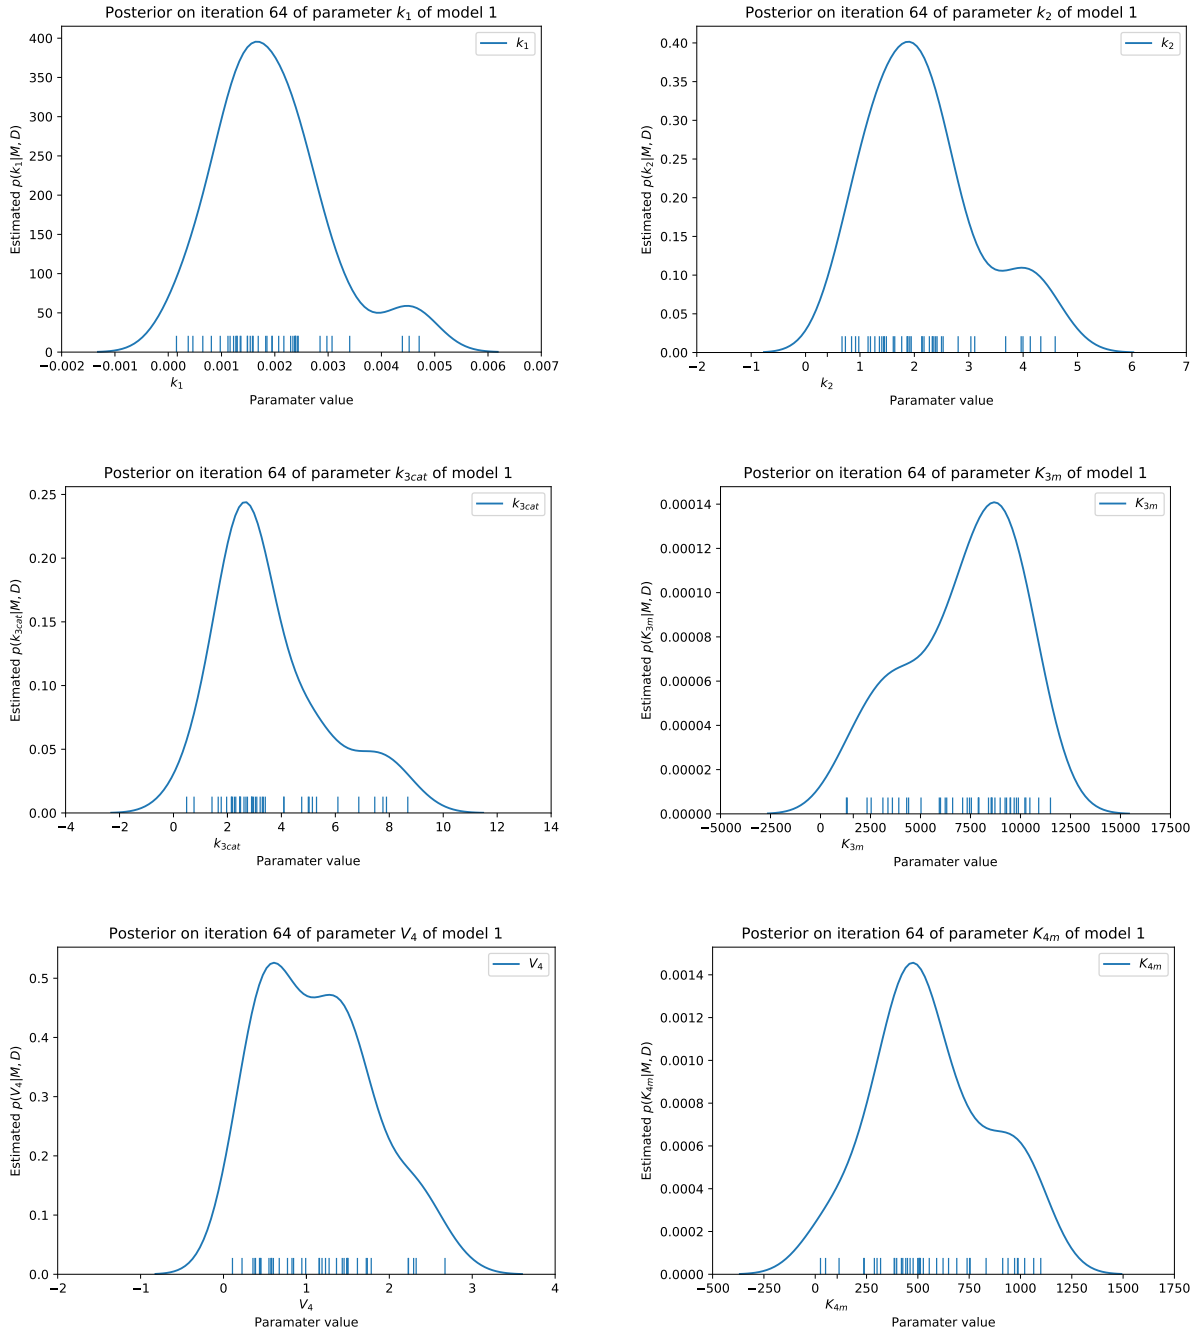 Posterior on iteration 64 of parameter k1 of model 1
k1
400
350
300
250
200
150
100
50
0
Estimated p(k1|M, D)
−0.002 −0.001 0.000 0.001 0.002 0.003 0.004 0.005 0.006 0.007
k1
Paramater value
Posterior on iteration 64 of parameter k2 of model 1
k2
0.40
0.35
0.30
0.25
0.20
0.15
0.10
0.05
0.00
Estimated p(k2|M, D)
−2 −1 0 1 2 3 4 5 6 7
k2
Paramater value
Posterior on iteration 64 of parameter k3cat of model 1
k3cat
0.25
0.20
0.15
0.10
0.05
0.00
Estimated p(k3cat|M, D)
−4 −2 0 2 4 6 8 10 12 14
k3cat
Paramater value
Posterior on iteration 64 of parameter K3m of model 1
K3m
0.00014
0.00012
0.00010
0.00008
0.00006
0.00004
0.00002
0.00000
Estimated p(K3m|M, D)
−5000 −2500 0 2500 5000 7500 10000 12500 15000 17500
K3m
Paramater value
Posterior on iteration 64 of parameter V4 of model 1
V4
0.5
0.4
0.3
0.2
0.1
0.0
Estimated p(V4|M, D)
−2 −1 0 1 2 3 4
V4
Paramater value
Posterior on iteration 64 of parameter K4m of model 1
K4m
0.0014
0.0012
0.0010
0.0008
0.0006
0.0004
0.0002
0.0000
Estimated p(K4m|M, D)
−500 −250 0 250 500 750 1000 1250 1500 1750
K4m
Paramater value